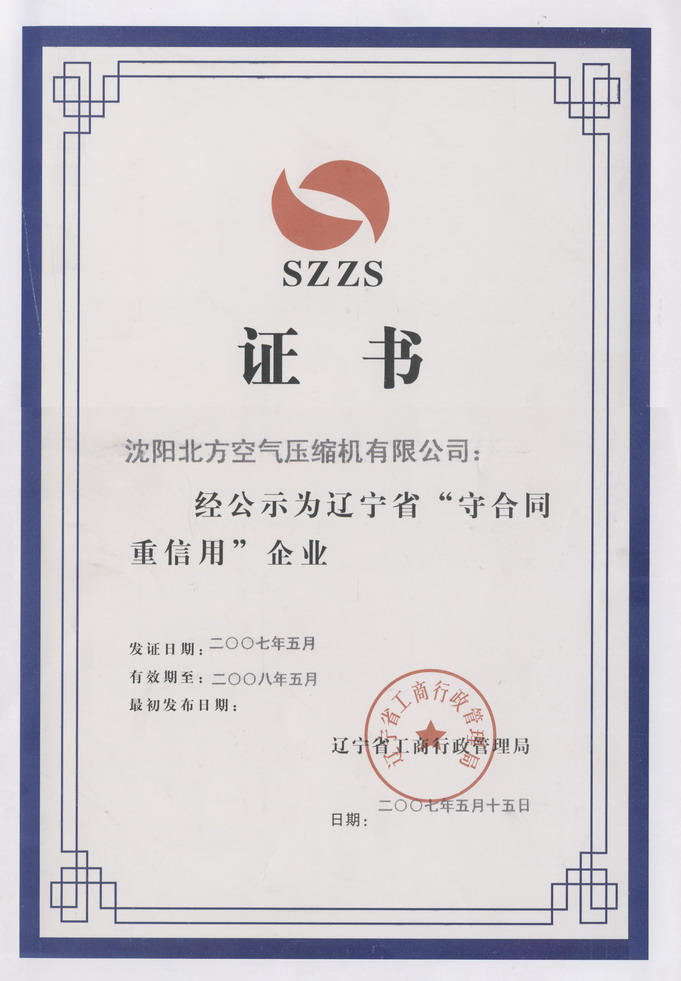 SZZS
证书
沈阳北方空气压缩机有限公司：
经公示为辽宁省“守合同
重信用”企业
发证日期：二〇〇七年五月
有效期至：二〇〇八年五月
最初发布日期：
辽宁省工商行政管理局
辽宁省工商行政管理局
日期：二〇〇七年五月十五日